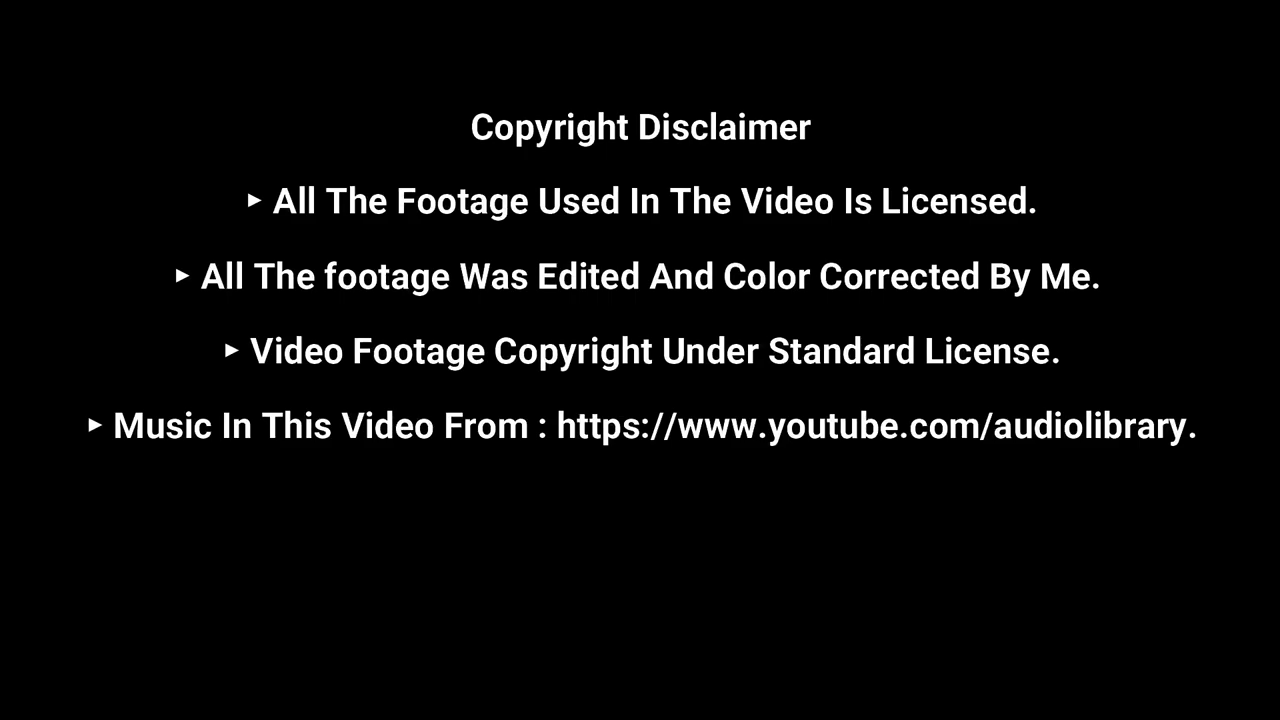 Copyright Disclaimer
‣ All The Footage Used In The Video Is Licensed.
‣ All The footage Was Edited And Color Corrected By Me.
‣ Video Footage Copyright Under Standard License.
‣ Music In This Video From : https://www.youtube.com/audiolibrary.